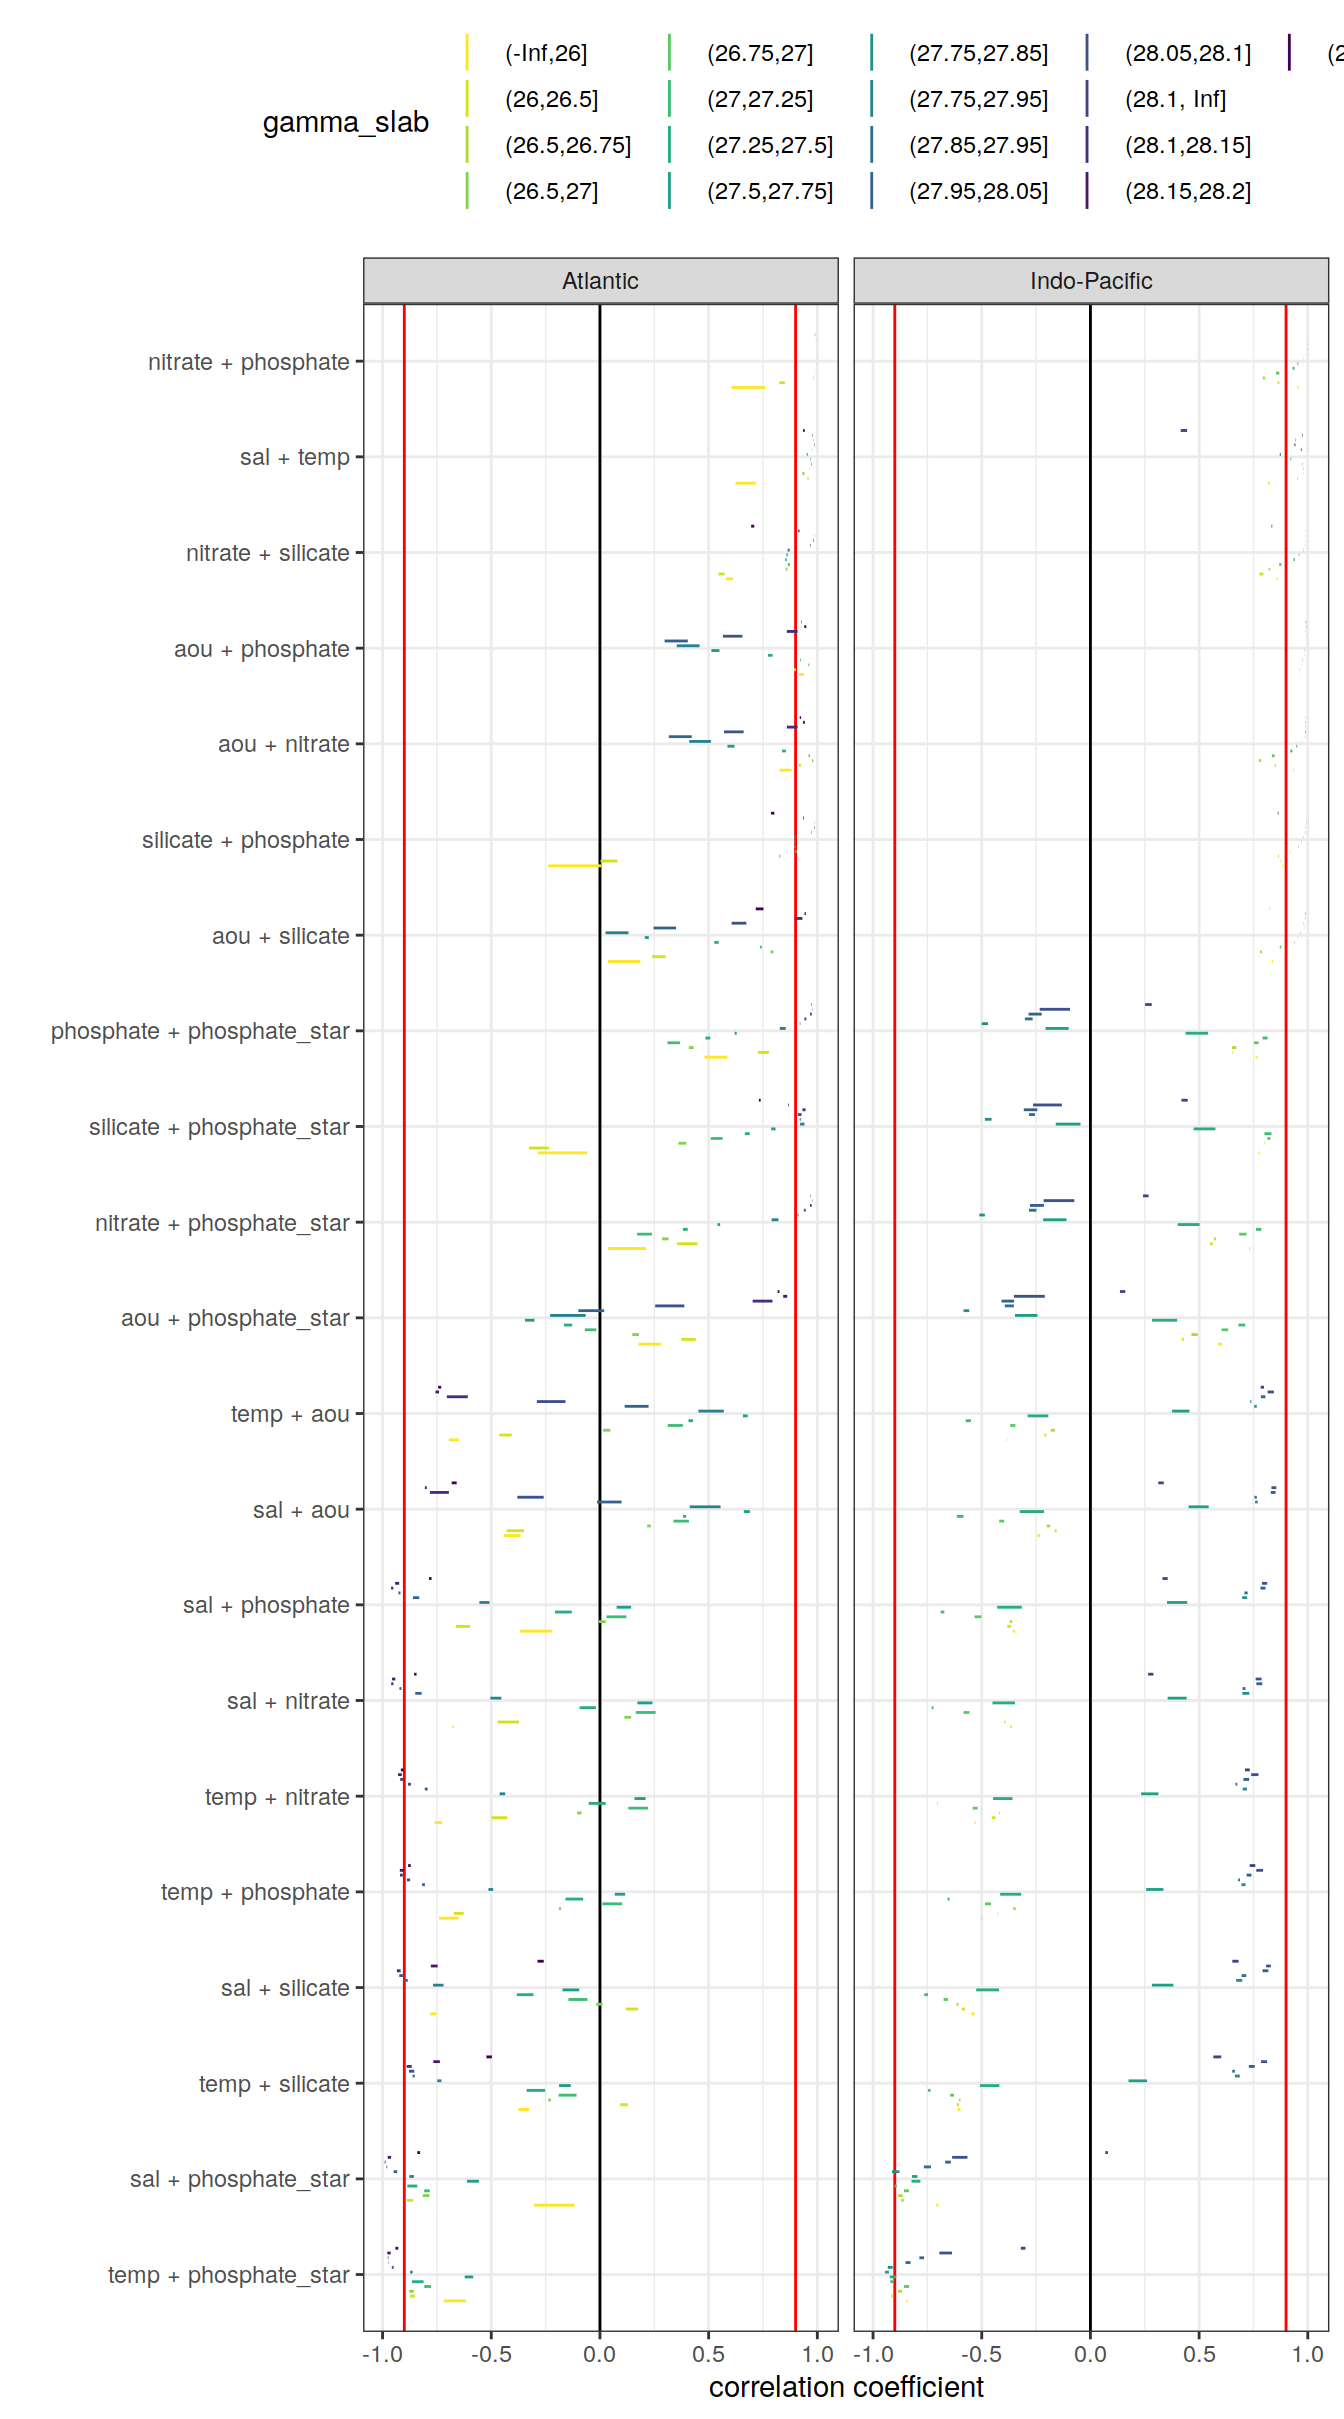 gamma_slab
(-Inf,26] (26.75,27] (27.75,27.85] (28.05,28.1] (2
(26,26.5] (27,27.25] (27.75,27.95] (28.1, Inf]
(26.5,26.75] (27.25,27.5] (27.85,27.95] (28.1,28.15]
(26.5,27] (27.5,27.75] (27.95,28.05] (28.15,28.2]
Atlantic Indo-Pacific
nitrate + phosphate
sal + temp
nitrate + silicate
aou + phosphate
aou + nitrate
silicate + phosphate
aou + silicate
phosphate + phosphate_star
silicate + phosphate_star
nitrate + phosphate_star
aou + phosphate_star
temp + aou
sal + aou
sal + phosphate
sal + nitrate
temp + nitrate
temp + phosphate
sal + silicate
temp + silicate
sal + phosphate_star
temp + phosphate_star
-1.0 -0.5 0.0 0.5 1.0 -1.0 -0.5 0.0 0.5 1.0
correlation coefficient